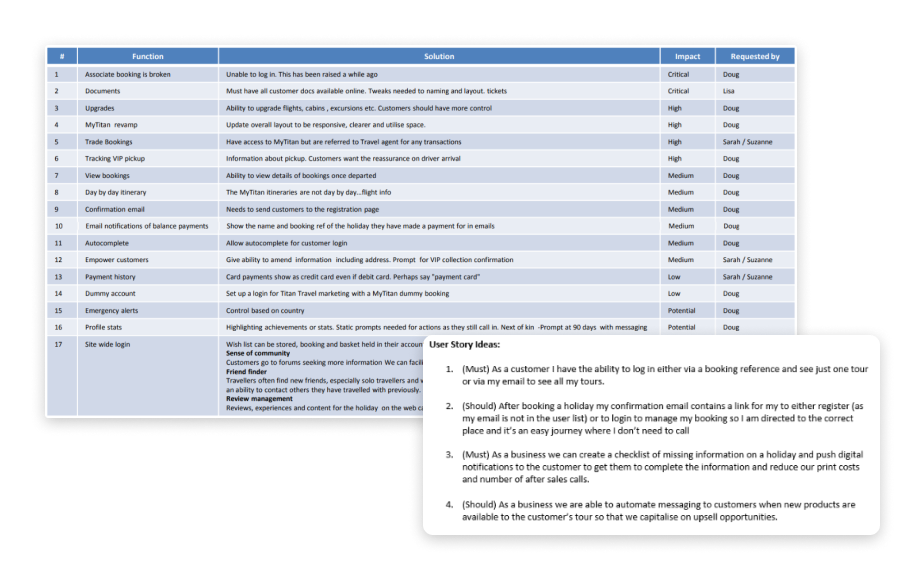 # Function Solution Impact Requested by
1 Associate booking is broken Unable to log in. This has been raised a while ago Critical Doug
2 Documents Must have all customer docs available online. Tweaks needed to naming and layout. tickets Critical Lisa
3 Upgrades Ability to upgrade flights, cabins , excursions etc. Customers should have more control High Doug
4 MyTitan revamp Update overall layout to be responsive, clearer and utilise space. High Doug
5 Trade Bookings Have access to MyTitan but are referred to Travel agent for any transactions High Sarah / Suzanne
6 Tracking VIP pickup Information about pickup. Customers want the reassurance on driver arrival High Doug
7 View bookings Ability to view details of bookings once departed Medium Doug
8 Day by day itinerary The MyTitan itineraries are not day by day...flight info Medium Doug
9 Confirmation email Needs to send customers to the registration page Medium Doug
10 Email notifications of balance payments Show the name and booking ref of the holiday they have made a payment for in emails Medium Doug
11 Autocomplete Allow autocomplete for customer login Medium Doug
12 Empower customers Give ability to amend information including address. Prompt for VIP collection confirmation Medium Sarah / Suzanne
13 Payment history Card payments show as credit card even if debit card. Perhaps say "payment card" Low Sarah / Suzanne
14 Dummy account Set up a login for Titan Travel marketing with a MyTitan dummy booking Low Doug
15 Emergency alerts Control based on country Potential Doug
16 Profile stats Highlighting achievements or stats. Static prompts needed for actions as they still call in. Next of kin -Prompt at 90 days with messaging Potential Doug
17 Site wide login Wish list can be stored, booking and basket held in their
Sense of community
Customers go to forums seeking more information We can
Friend finder
Travellers often find new friends, especially solo travellers and
an ability to contact others they have travelled with previously.
Review management
Reviews, experiences and content for the holiday on the web
User Story Ideas:
1. (Must) As a customer I have the ability to log in either via a booking reference and see just one tour
or via my email to see all my tours.
2. (Should) After booking a holiday my confirmation email contains a link for my to either register (as
my email is not in the user list) or to login to manage my booking so I am directed to the correct
place and it's an easy journey where I don't need to call
3. (Must) As a business we can create a checklist of missing information on a holiday and push digital
notifications to the customer to get them to complete the information and reduce our print costs
and number of after sales calls.
4. (Should) As a business we are able to automate messaging to customers when new products are
available to the customer's tour so that we capitalise on upsell opportunities.